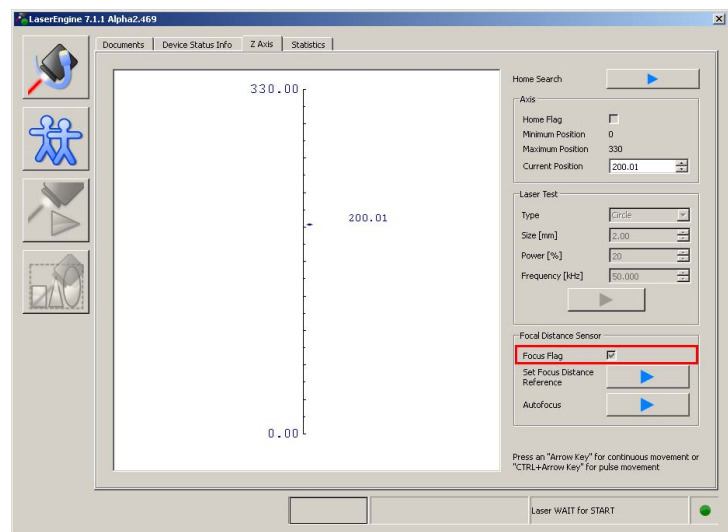 LaserEngine 7.1.1 Alpha2.469
Documents
Device Status Info
Z Axis
Statistics
330.00
200.01
0.00
Home Search
Axis
Home Flag
Minimum Position 0
Maximum Position 330
Current Position 200.01
Laser Test
Type Circle
Size [mm] 2.00
Power [%] 20
Frequency [kHz] 50.000
Focal Distance Sensor
Focus Flag
Set Focus Distance
Reference
Autofocus
Press an "Arrow Key" for continuous movement or
"CTRL+Arrow Key" for pulse movement
Laser WAIT for START